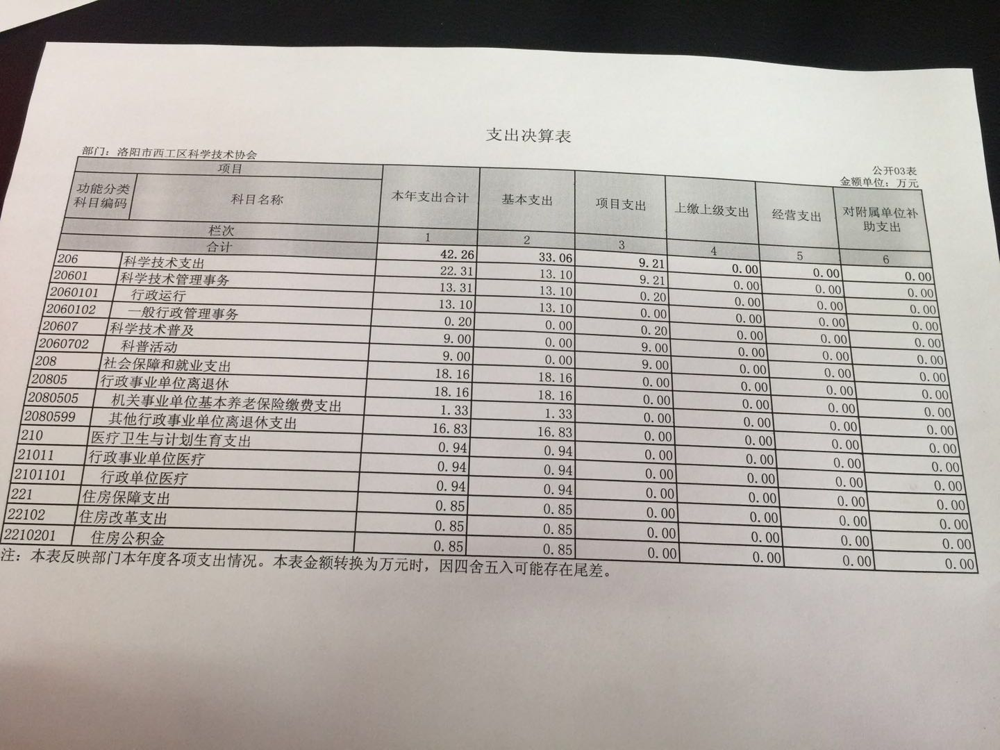 支出决算表
部门：洛阳市西工区科学技术协会
公开03表
金额单位：万元
项目 本年支出合计 基本支出 项目支出 上缴上级支出 经营支出 对附属单位补助支出
功能分类科目编码 科目名称
栏次 1 2 3 4 5 6
合计 42.26 33.06 9.21 0.00 0.00 0.00
206 科学技术支出 22.31 13.10 9.21 0.00 0.00 0.00
20601 科学技术管理事务 13.31 13.10 0.20 0.00 0.00 0.00
2060101 行政运行 13.10 13.10 0.00 0.00 0.00 0.00
2060102 一般行政管理事务 0.20 0.00 0.20 0.00 0.00 0.00
20607 科学技术普及 9.00 0.00 9.00 0.00 0.00 0.00
2060702 科普活动 9.00 0.00 9.00 0.00 0.00 0.00
208 社会保障和就业支出 18.16 18.16 0.00 0.00 0.00 0.00
20805 行政事业单位离退休 18.16 18.16 0.00 0.00 0.00 0.00
2080505 机关事业单位基本养老保险缴费支出 1.33 1.33 0.00 0.00 0.00 0.00
2080599 其他行政事业单位离退休支出 16.83 16.83 0.00 0.00 0.00 0.00
210 医疗卫生与计划生育支出 0.94 0.94 0.00 0.00 0.00 0.00
21011 行政事业单位医疗 0.94 0.94 0.00 0.00 0.00 0.00
2101101 行政单位医疗 0.94 0.94 0.00 0.00 0.00 0.00
221 住房保障支出 0.85 0.85 0.00 0.00 0.00 0.00
22102 住房改革支出 0.85 0.85 0.00 0.00 0.00 0.00
2210201 住房公积金 0.85 0.85 0.00 0.00 0.00 0.00
注：本表反映部门本年度各项支出情况。本表金额转换为万元时，因四舍五入可能存在尾差。